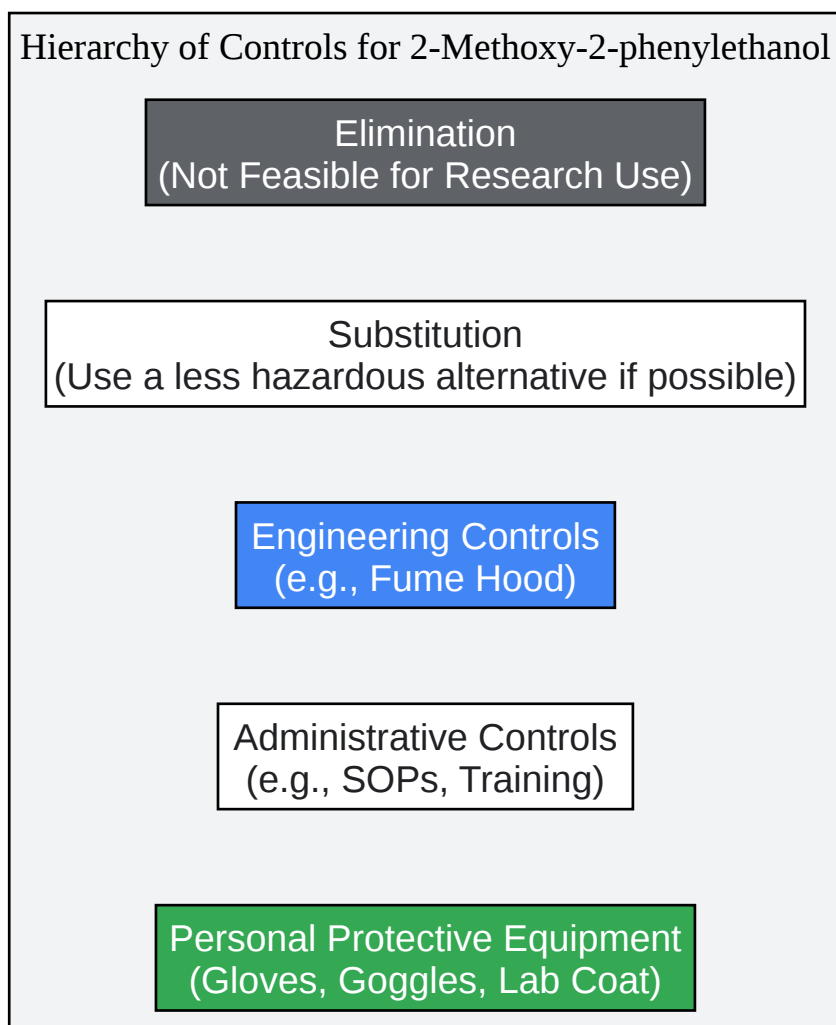 Hierarchy of Controls for 2-Methoxy-2-phenylethanol
Elimination
(Not Feasible for Research Use)
Substitution
(Use a less hazardous alternative if possible)
Engineering Controls
(e.g., Fume Hood)
Administrative Controls
(e.g., SOPs, Training)
Personal Protective Equipment
(Gloves, Goggles, Lab Coat)